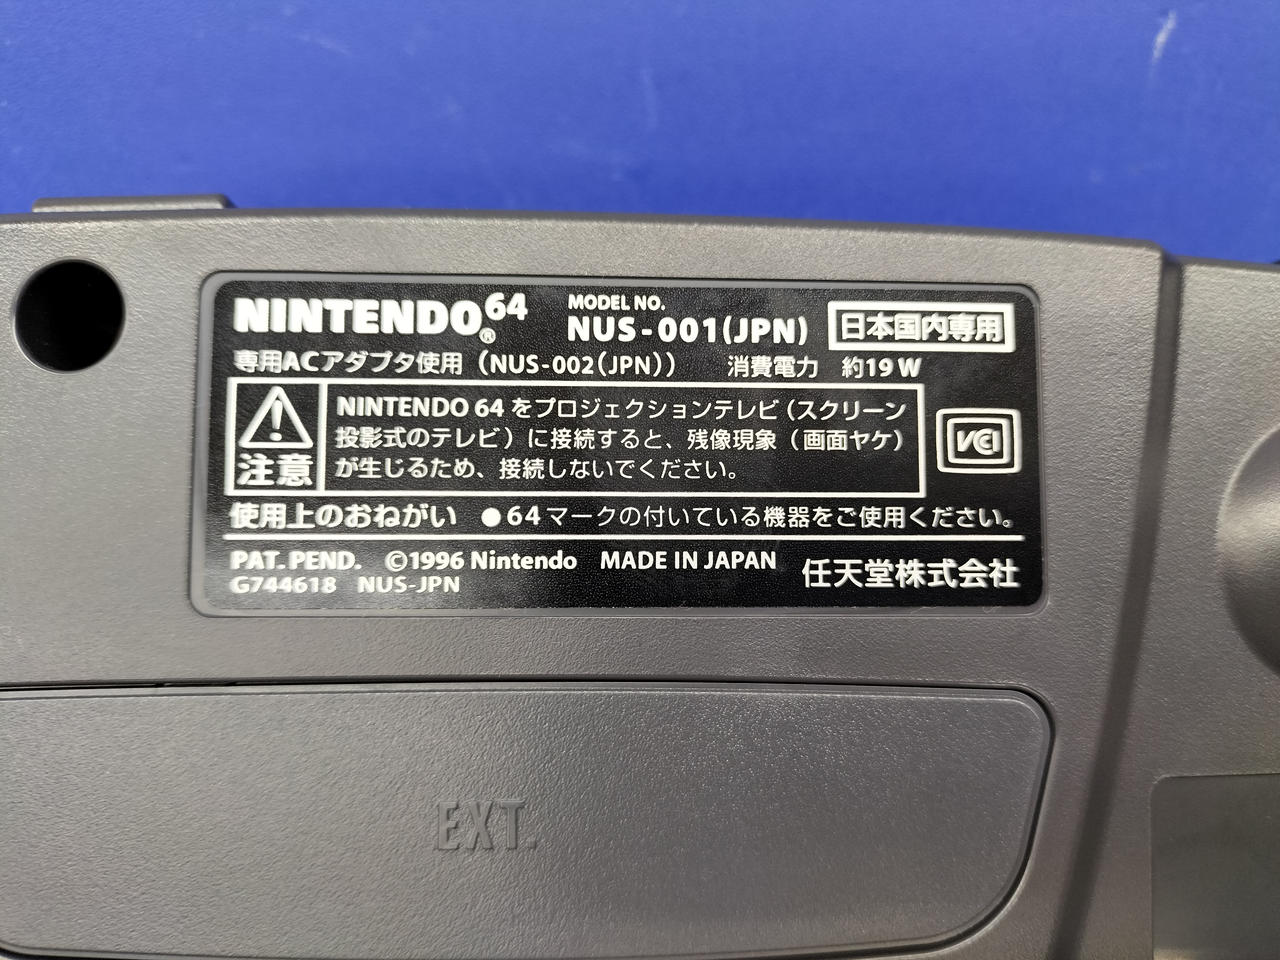 NINTENDO64® MODEL NO. NUS-001(JPN) 日本国内専用
専用ACアダプタ使用（NUS-002(JPN)） 消費電力 約19W
注意
NINTENDO 64 をプロジェクションテレビ（スクリーン
投影式のテレビ）に接続すると、残像現象（画面ヤケ）
が生じるため、接続しないでください。
VCI
使用上のおねがい ●64マークの付いている機器をご使用ください。
PAT. PEND. ©1996 Nintendo MADE IN JAPAN 任天堂株式会社
G744618 NUS-JPN
EXT.